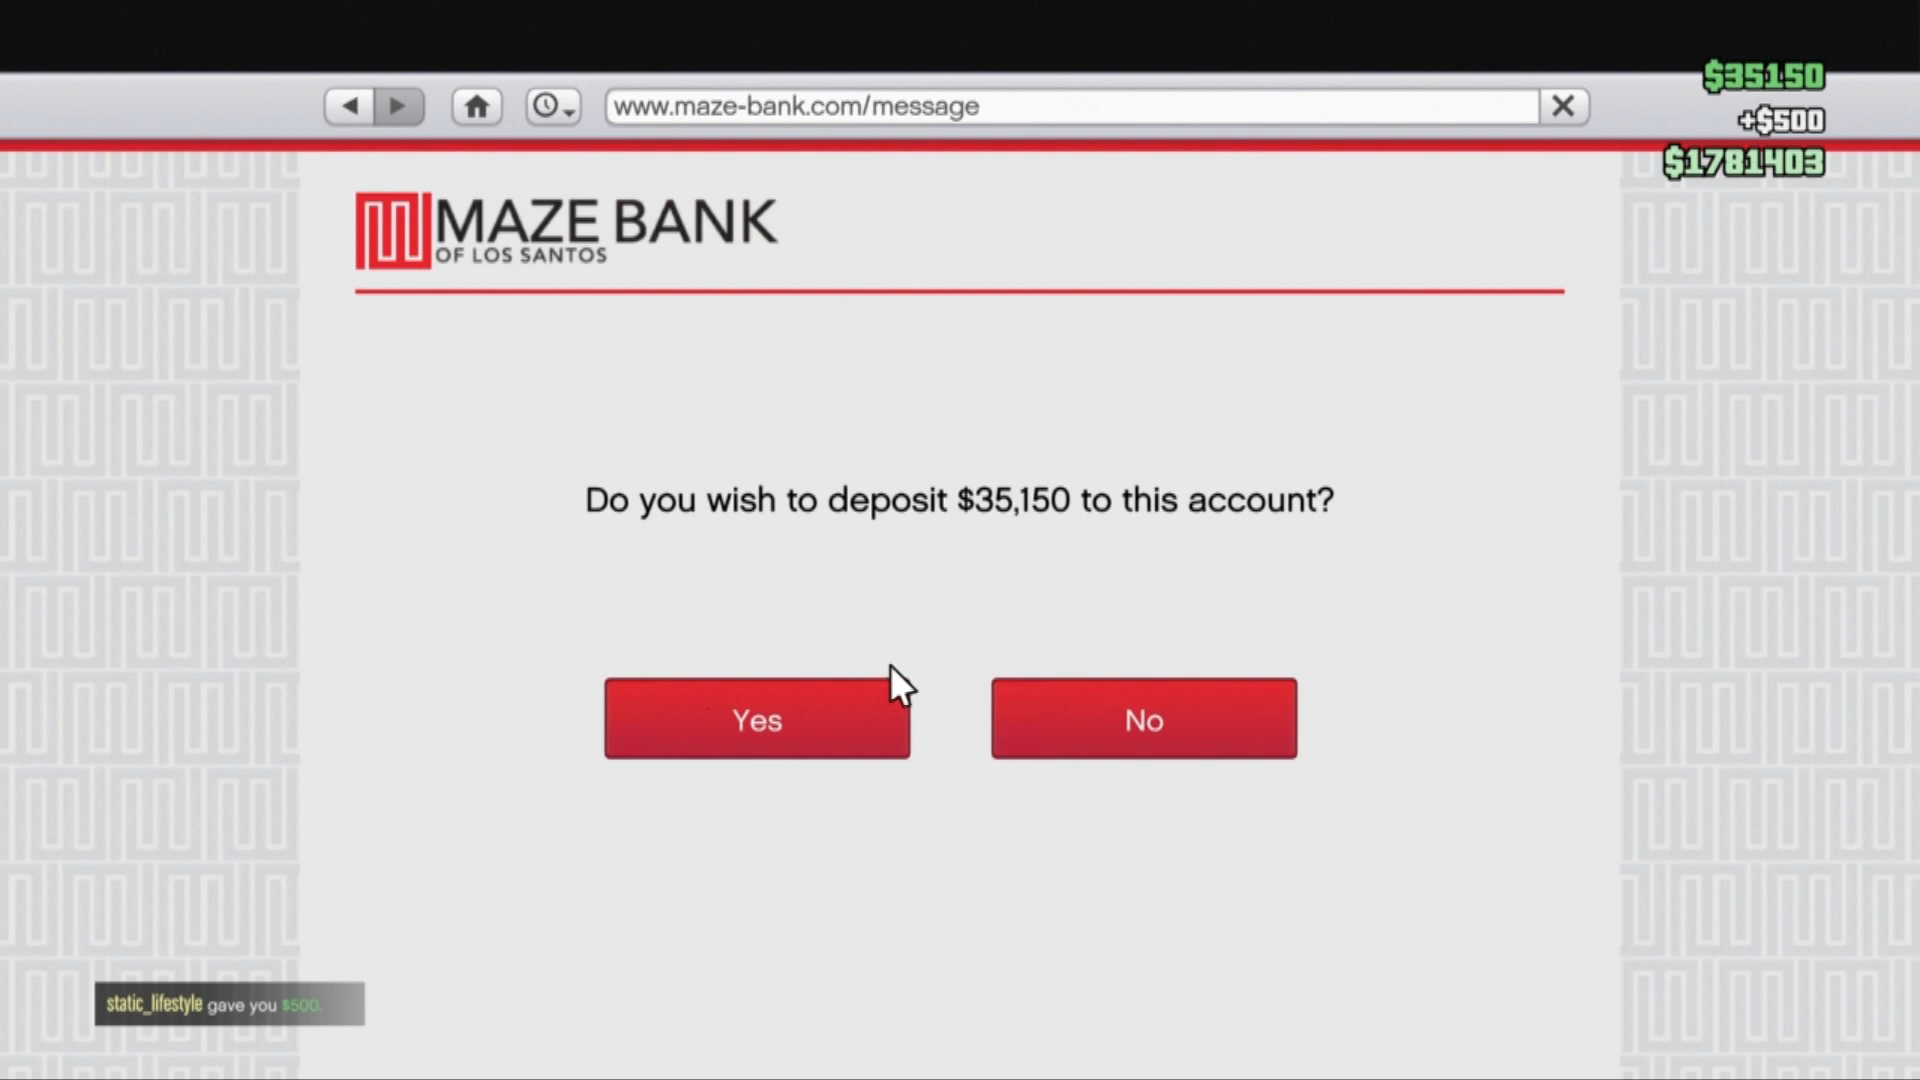 www.maze-bank.com/message
$35150
+$500
$1781403
MAZE BANK
OF LOS SANTOS
Do you wish to deposit $35,150 to this account?
Yes
No
static_lifestyle gave you $500.